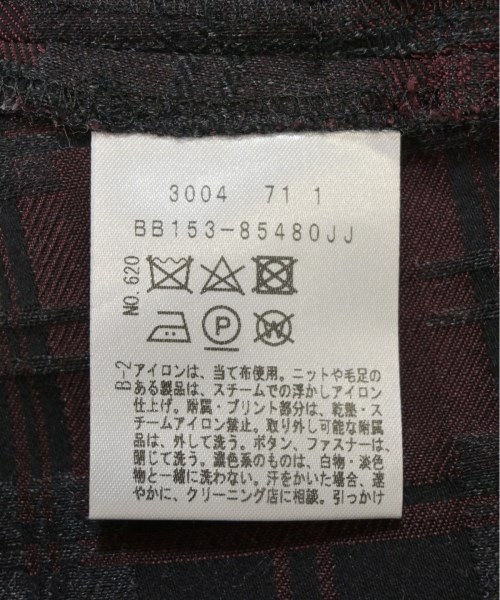 3004 71 1
BB153-85480JJ
NO.620
P
W
B-2
アイロンは、当て布使用。ニットや毛足の
ある製品は、スチームでの浮かしアイロン
仕上げ。附属・プリント部分は、乾塾・ス
チームアイロン禁止。取り外し可能な附属
品は、外して洗う。ボタン、ファスナーは、
閉じて洗う。濃色系のものは、白物・淡色
物と一緒に洗わない。汗をかいた場合、速
やかに、クリーニング店に相談。引っかけ